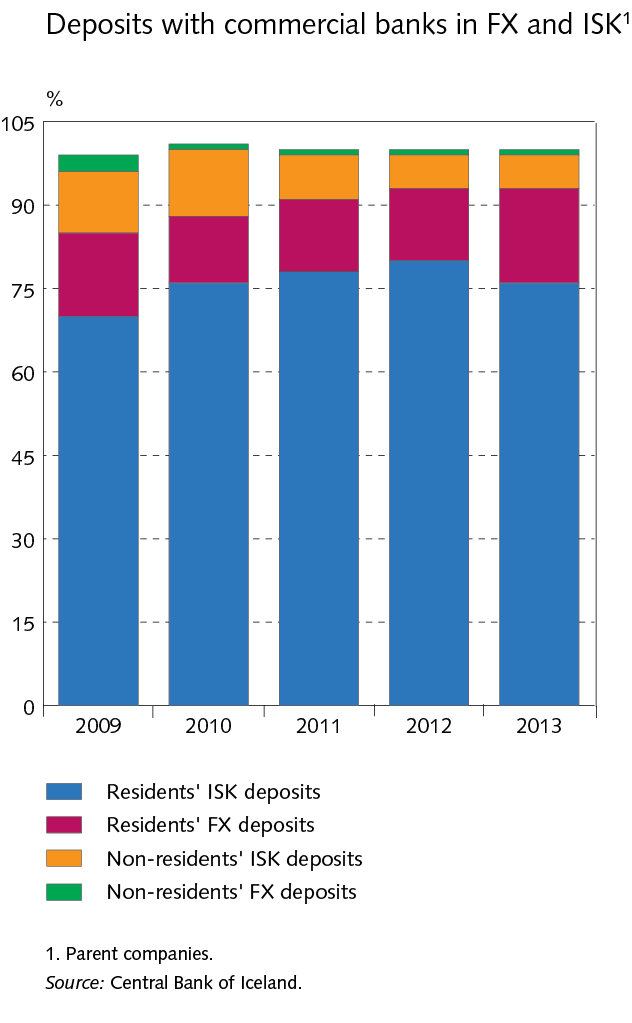 Deposits with commercial banks in FX and ISK¹
%
105
90
75
60
45
30
15
0
2009 2010 2011 2012 2013
Residents' ISK deposits
Residents' FX deposits
Non-residents' ISK deposits
Non-residents' FX deposits
1. Parent companies.
Source: Central Bank of Iceland.